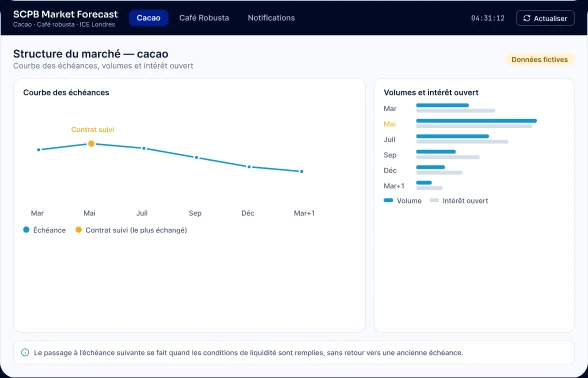 SCPB Market Forecast
Cacao · Café robusta · ICE Londres
Cacao
Café Robusta
Notifications
04:31:12
Actualiser
Structure du marché — cacao
Courbe des échéances, volumes et intérêt ouvert
Données fictives
Courbe des échéances
Contrat suivi
Mar
Mai
Juil
Sep
Déc
Mar+1
Échéance
Contrat suivi (le plus échangé)
Volumes et intérêt ouvert
Mar
Mai
Juil
Sep
Déc
Mar+1
Volume
Intérêt ouvert
Le passage à l'échéance suivante se fait quand les conditions de liquidité sont remplies, sans retour vers une ancienne échéance.